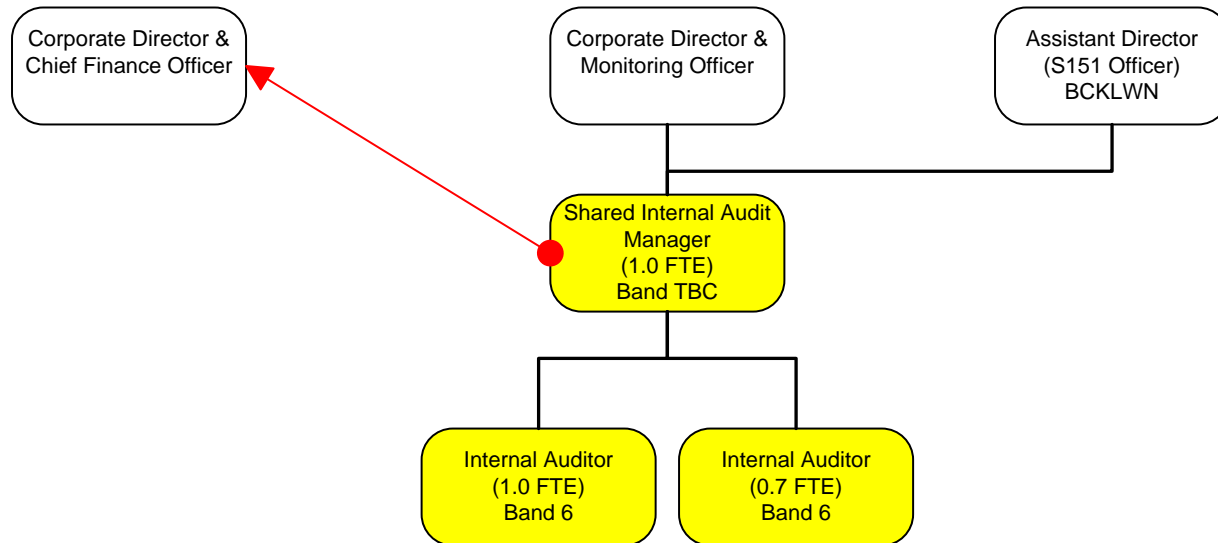 Corporate Director &
Chief Finance Officer
Corporate Director &
Monitoring Officer
Assistant Director
(S151 Officer)
BCKLWN
Shared Internal Audit
Manager
(1.0 FTE)
Band TBC
Internal Auditor
(1.0 FTE)
Band 6
Internal Auditor
(0.7 FTE)
Band 6